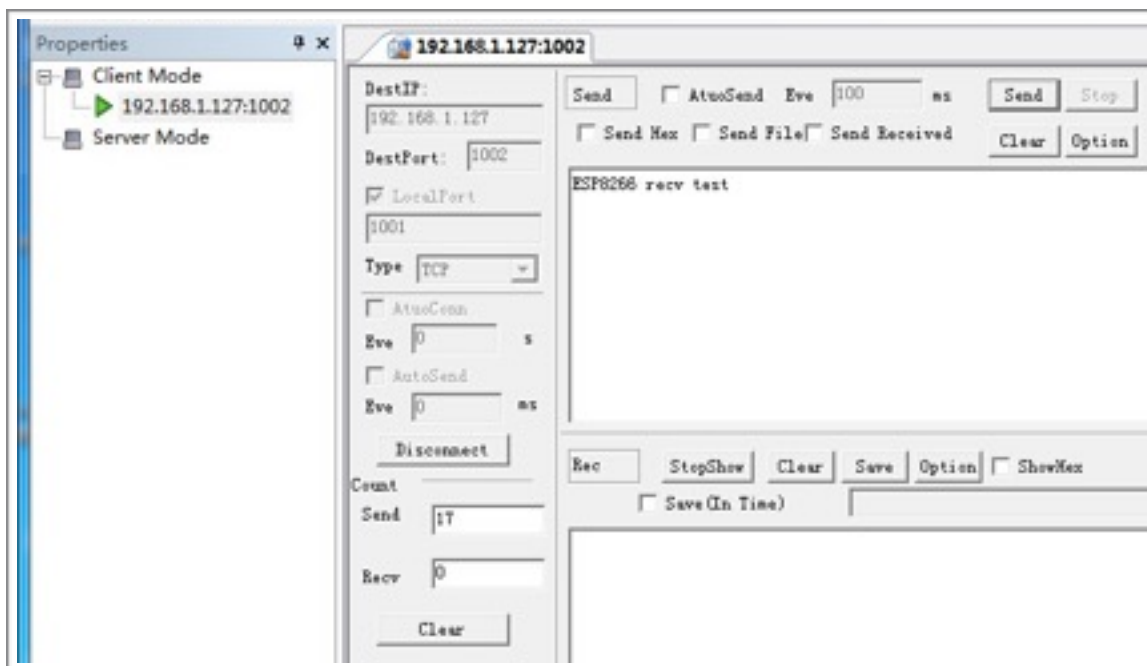 Properties
Client Mode
192.168.1.127:1002
Server Mode
192.168.1.127:1002
DestIP:
192.168.1.127
DestPort: 1002
LocalPort
1001
Type TCP
AtuoConn
Eve 0 s
AutoSend
Eve 0 ms
Disconnect
Count
Send 17
Recv 0
Clear
Send AtuoSend Eve 100 ms Send Stop
Send Hex Send File Send Received Clear Option
ESP8266 recv test
Rec StopShow Clear Save Option ShowHex
Save(In Time)